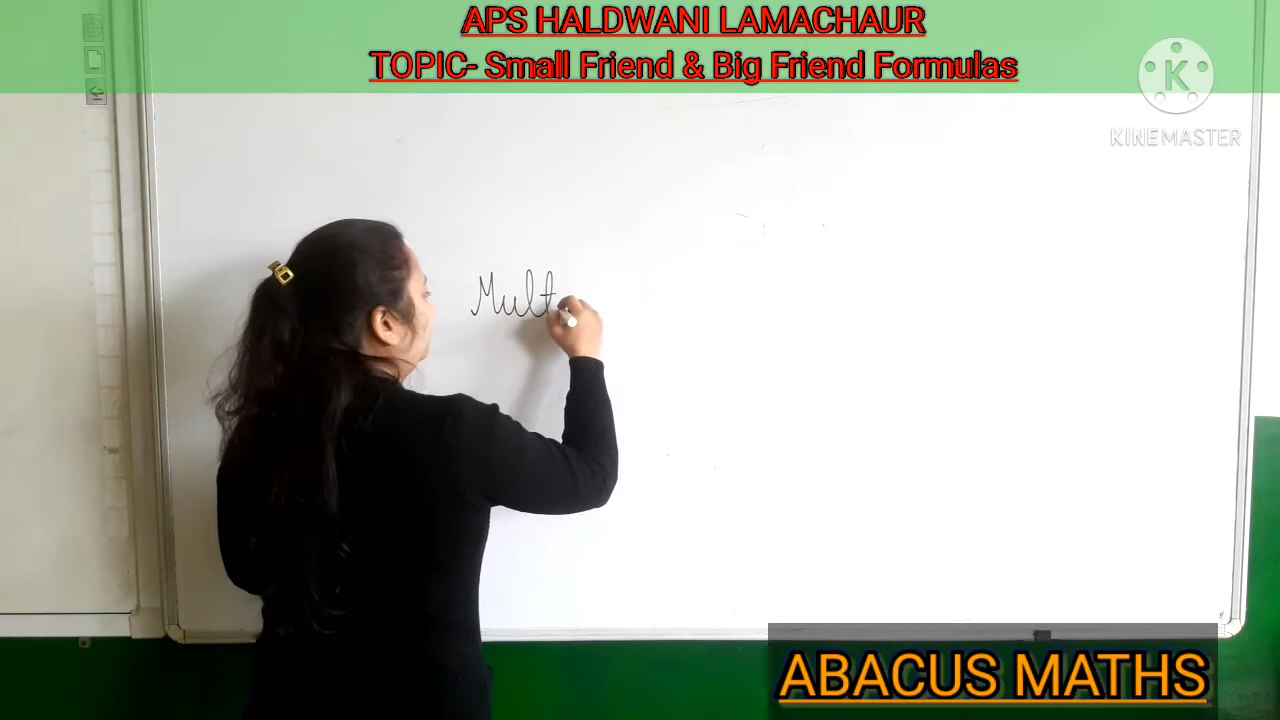 APS HALDWANI LAMACHAUR
TOPIC- Small Friend & Big Friend Formulas
K
KINEMASTER
Mult
ABACUS MATHS